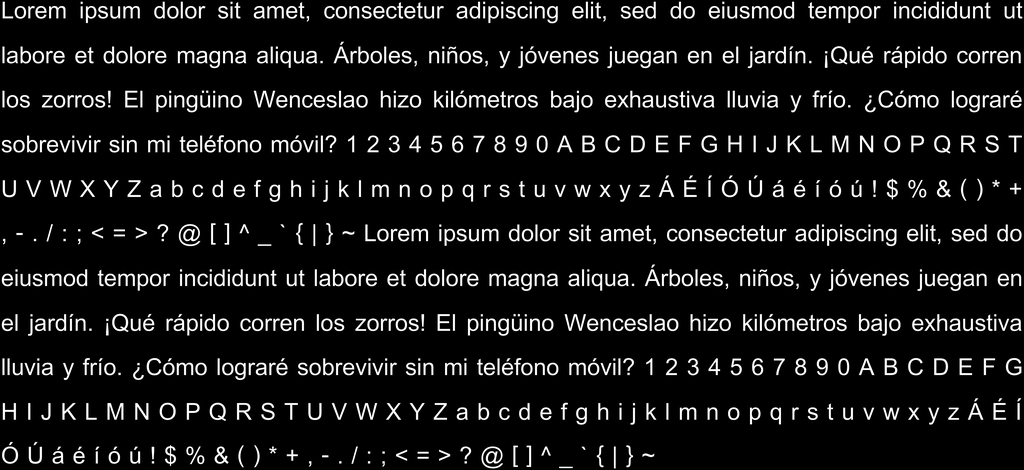 Lorem ipsum dolor sit amet, consectetur adipiscing elit, sed do eiusmod tempor incididunt ut
labore et dolore magna aliqua. Árboles, niños, y jóvenes juegan en el jardín. ¡Qué rápido corren
los zorros! El pingüino Wenceslao hizo kilómetros bajo exhaustiva lluvia y frío. ¿Cómo lograré
sobrevivir sin mi teléfono móvil? 1 2 3 4 5 6 7 8 9 0 A B C D E F G H I J K L M N O P Q R S T
U V W X Y Z a b c d e f g h i j k l m n o p q r s t u v w x y z Á É Í Ó Ú á é í ó ú ! $ % & ( ) * +
, - . / : ; < = > ? @ [ ] ^ _ ` { | } ~ Lorem ipsum dolor sit amet, consectetur adipiscing elit, sed do
eiusmod tempor incididunt ut labore et dolore magna aliqua. Árboles, niños, y jóvenes juegan en
el jardín. ¡Qué rápido corren los zorros! El pingüino Wenceslao hizo kilómetros bajo exhaustiva
lluvia y frío. ¿Cómo lograré sobrevivir sin mi teléfono móvil? 1 2 3 4 5 6 7 8 9 0 A B C D E F G
H I J K L M N O P Q R S T U V W X Y Z a b c d e f g h i j k l m n o p q r s t u v w x y z Á É Í
Ó Ú á é í ó ú ! $ % & ( ) * + , - . / : ; < = > ? @ [ ] ^ _ ` { | } ~